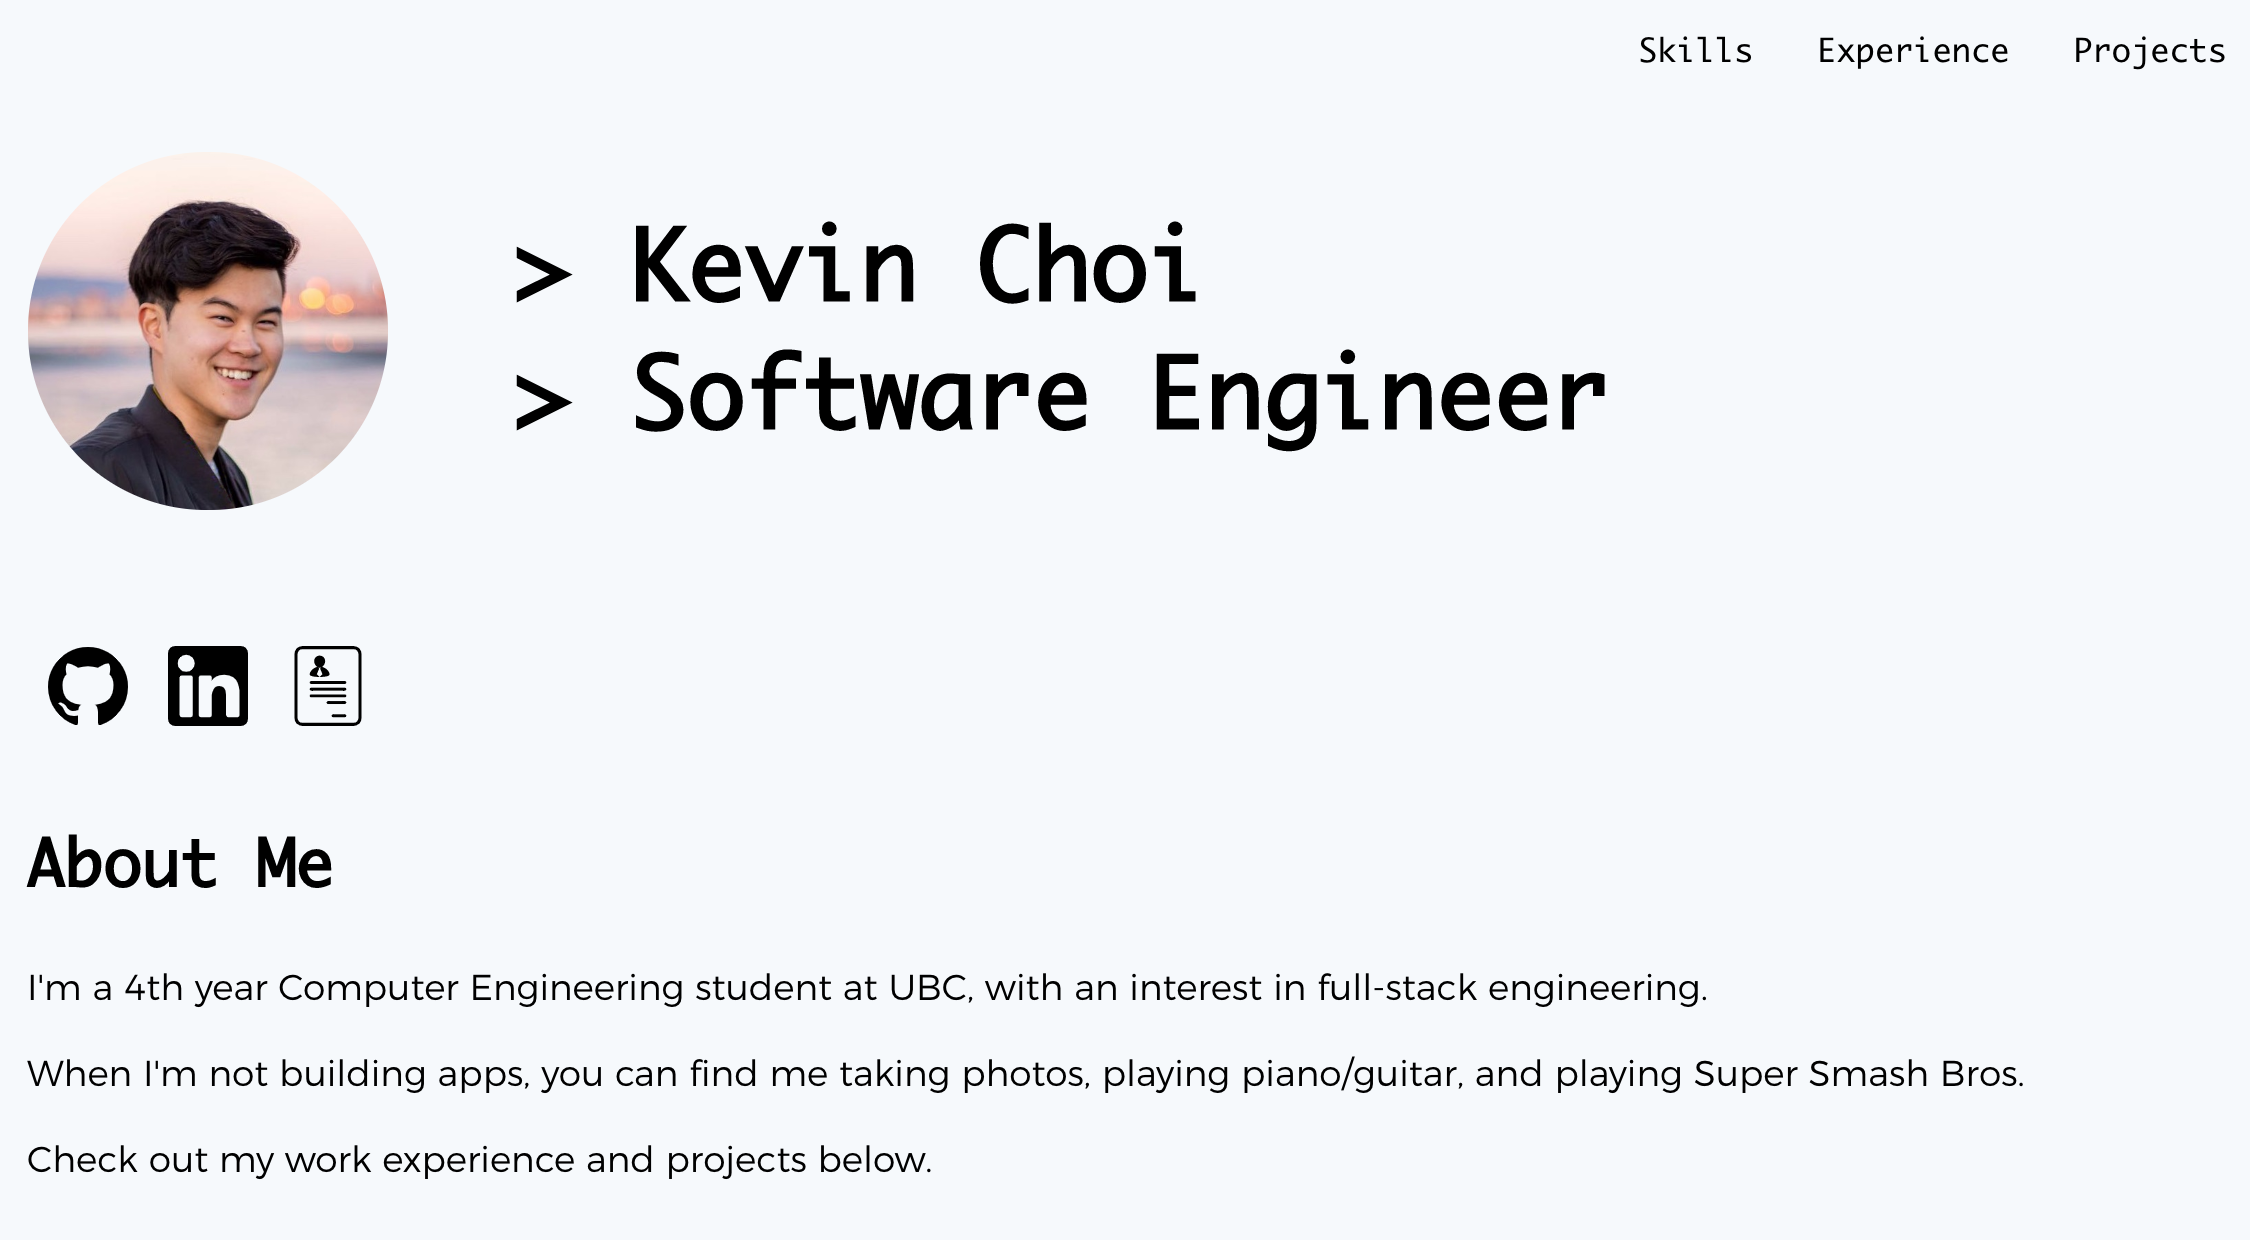 Skills Experience Projects
> Kevin Choi
> Software Engineer
in
About Me
I'm a 4th year Computer Engineering student at UBC, with an interest in full-stack engineering.
When I'm not building apps, you can find me taking photos, playing piano/guitar, and playing Super Smash Bros.
Check out my work experience and projects below.